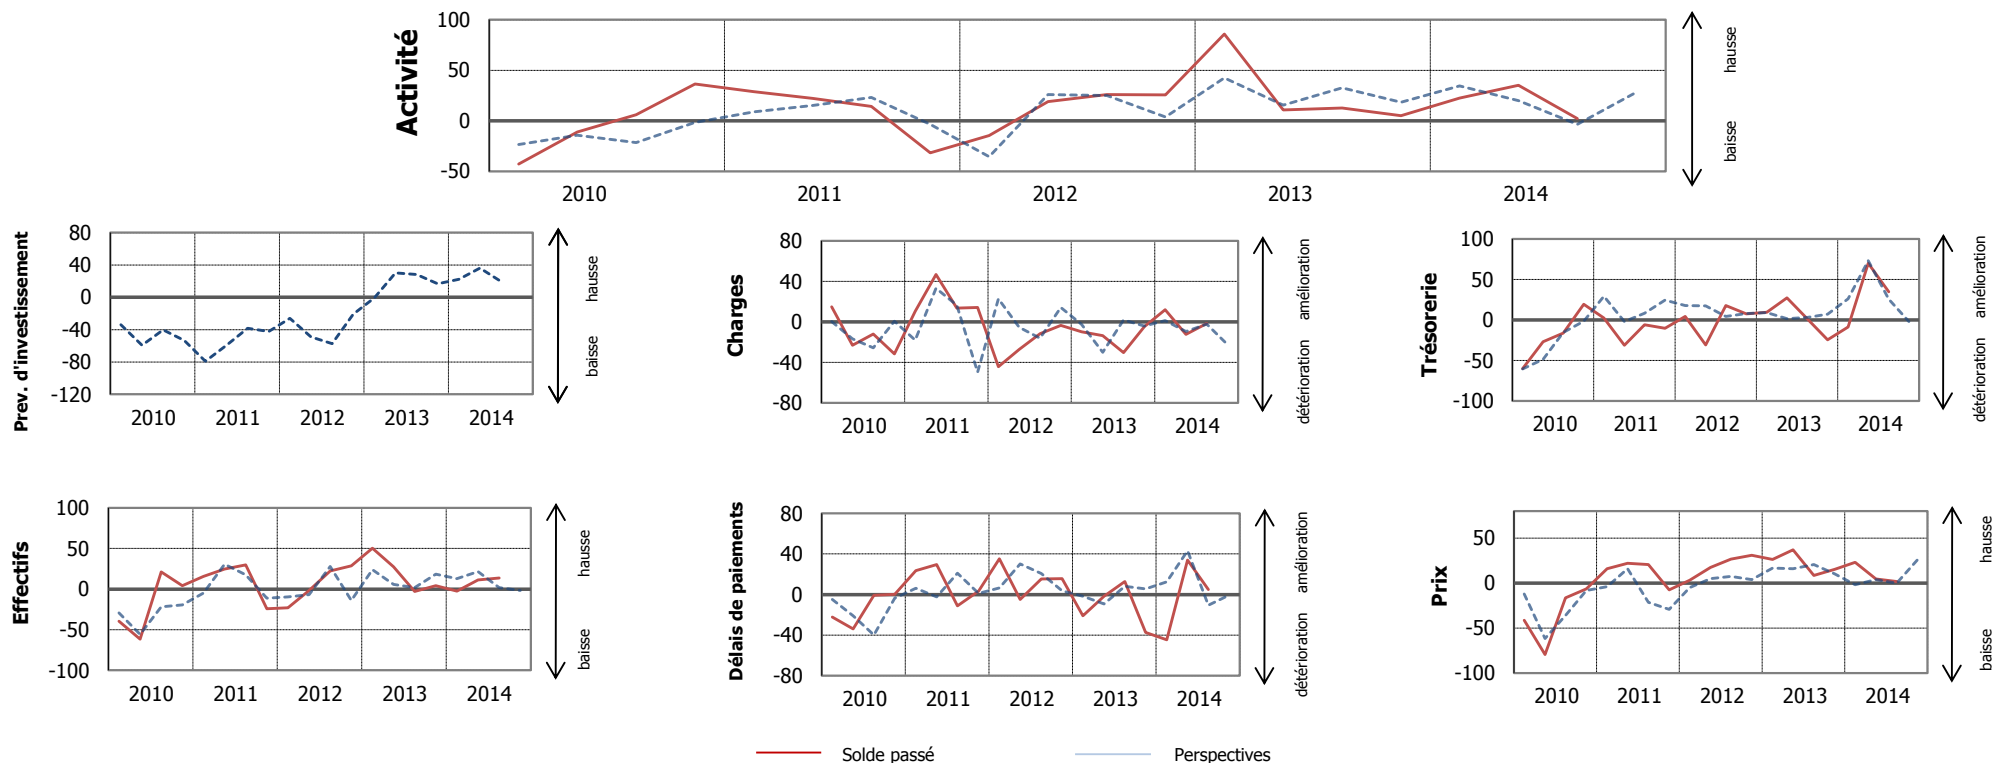 Activité
100
50
0
-50
2010 2011 2012 2013 2014
hausse
baisse
Prev. d'investissement
80
40
0
-40
-80
-120
2010 2011 2012 2013 2014
hausse
baisse
Charges
80
40
0
-40
-80
2010 2011 2012 2013 2014
amélioration
détérioration
Trésorerie
100
50
0
-50
-100
2010 2011 2012 2013 2014
amélioration
détérioration
Effectifs
100
50
0
-50
-100
2010 2011 2012 2013 2014
hausse
baisse
Délais de paiements
80
40
0
-40
-80
2010 2011 2012 2013 2014
amélioration
détérioration
Prix
50
0
-50
-100
2010 2011 2012 2013 2014
hausse
baisse
Solde passé Perspectives